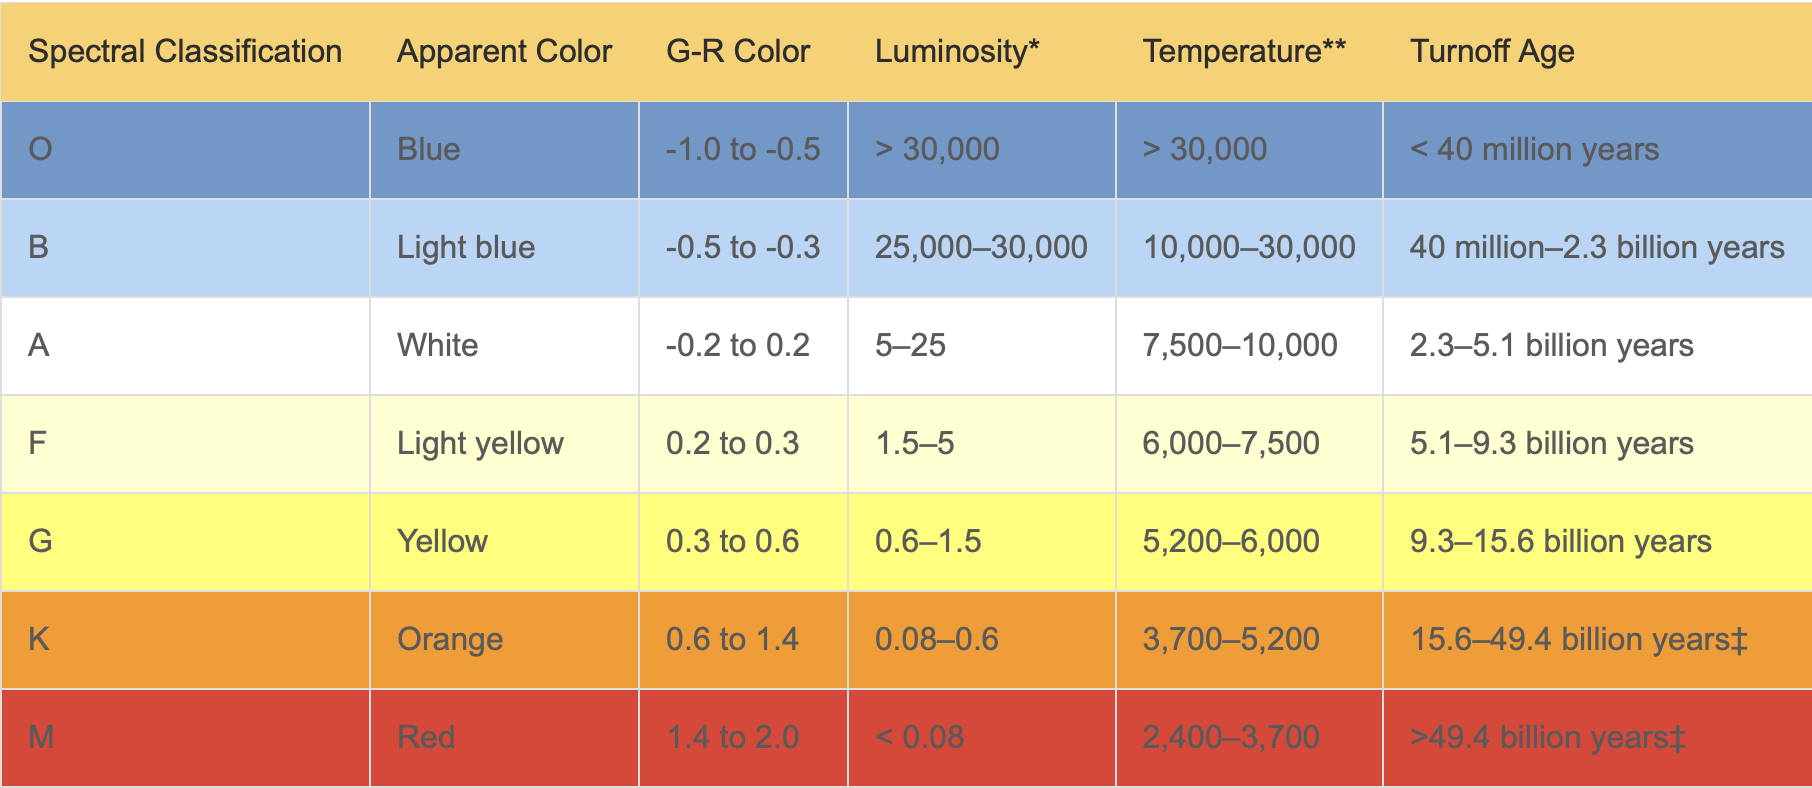 Spectral Classification Apparent Color G-R Color Luminosity* Temperature** Turnoff Age
O Blue -1.0 to -0.5 > 30,000 > 30,000 < 40 million years
B Light blue -0.5 to -0.3 25,000–30,000 10,000–30,000 40 million–2.3 billion years
A White -0.2 to 0.2 5–25 7,500–10,000 2.3–5.1 billion years
F Light yellow 0.2 to 0.3 1.5–5 6,000–7,500 5.1–9.3 billion years
G Yellow 0.3 to 0.6 0.6–1.5 5,200–6,000 9.3–15.6 billion years
K Orange 0.6 to 1.4 0.08–0.6 3,700–5,200 15.6–49.4 billion years‡
M Red 1.4 to 2.0 < 0.08 2,400–3,700 >49.4 billion years‡